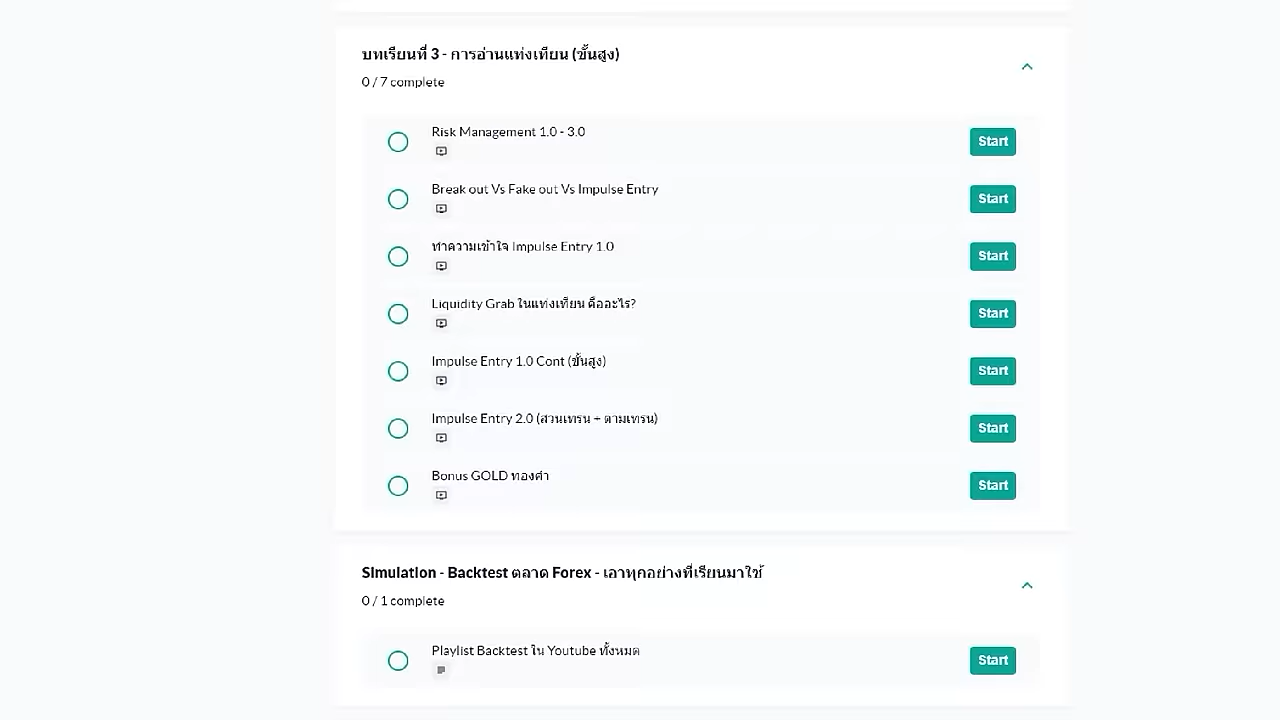 บทเรียนที่ 3 - การอ่านแท่งเทียน (ขั้นสูง)
0 / 7 complete
Risk Management 1.0 - 3.0
Start
Break out Vs Fake out Vs Impulse Entry
Start
ทำความเข้าใจ Impulse Entry 1.0
Start
Liquidity Grab ในแท่งเทียน คืออะไร?
Start
Impulse Entry 1.0 Cont (ขั้นสูง)
Start
Impulse Entry 2.0 (สวนเทรน + ตามเทรน)
Start
Bonus GOLD ทองคำ
Start
Simulation - Backtest ตลาด Forex - เอาทุกอย่างที่เรียนมาใช้
0 / 1 complete
Playlist Backtest ใน Youtube ทั้งหมด
Start